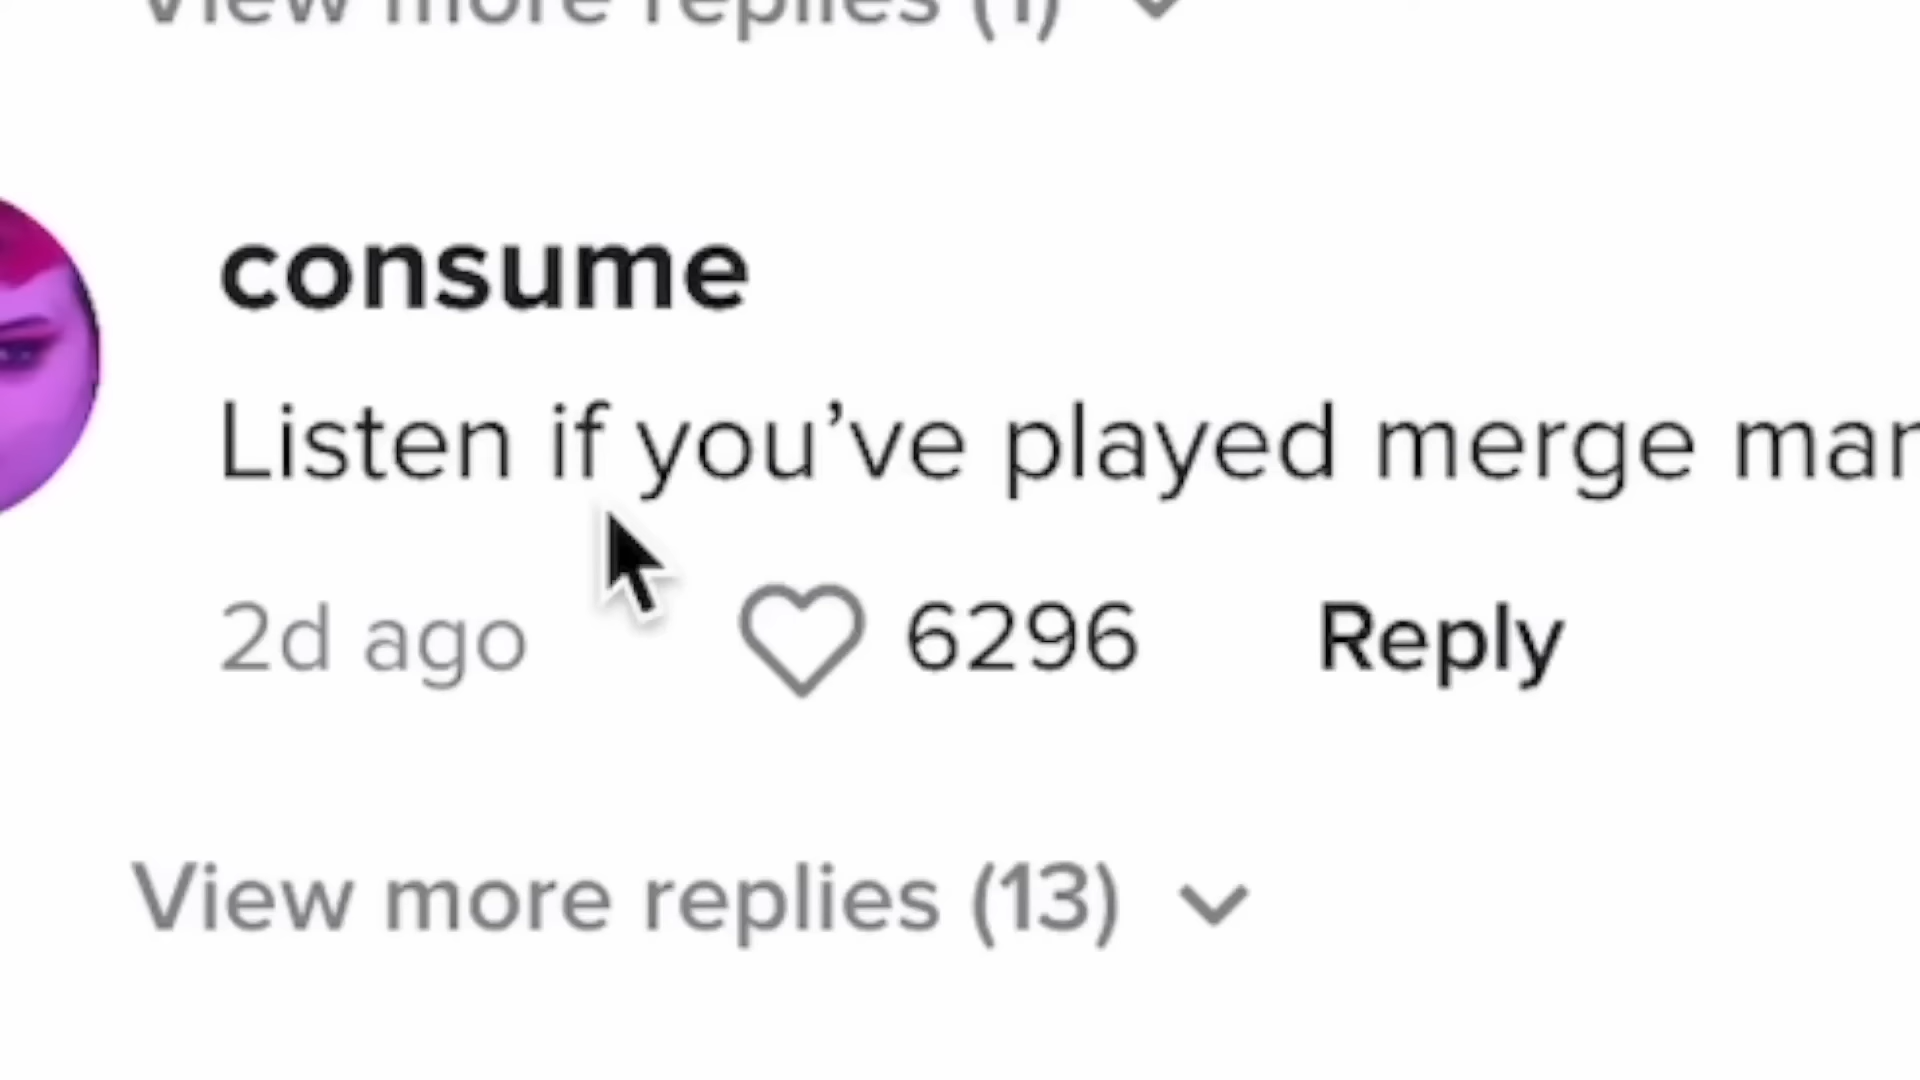 View more replies (1)
consume
Listen if you’ve played merge
2d ago
6296
Reply
View more replies (13)